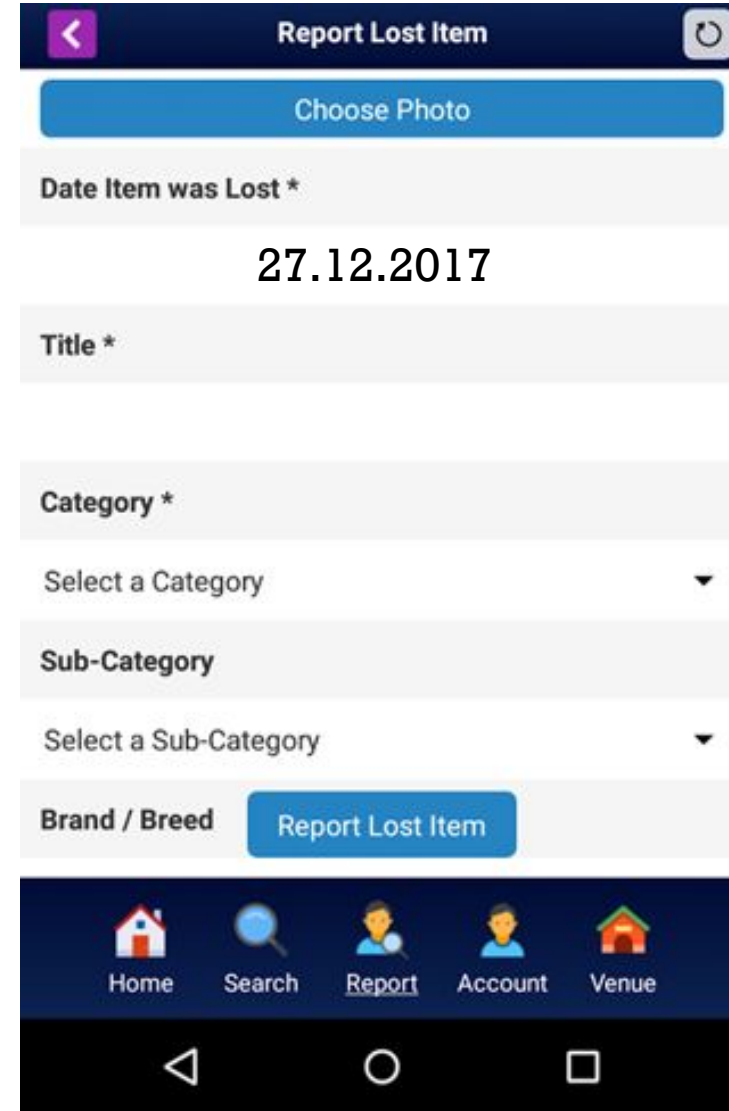 Report Lost Item
Choose Photo
Date Item was Lost *
27.12.2017
Title *
Category *
Select a Category
Sub-Category
Select a Sub-Category
Brand / Breed Report Lost Item
Home Search Report Account Venue